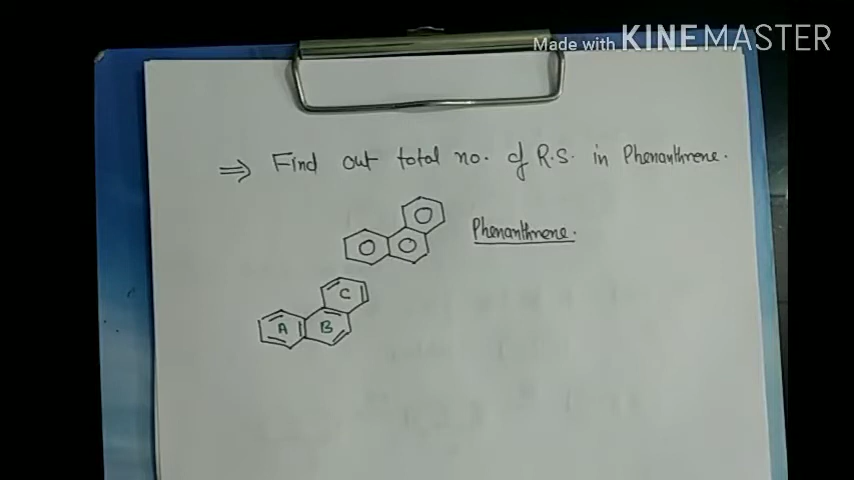 Made with KINEMASTER
⇒ Find out total no. of R.S. in Phenanthrene.
Phenanthrene.
C
A B